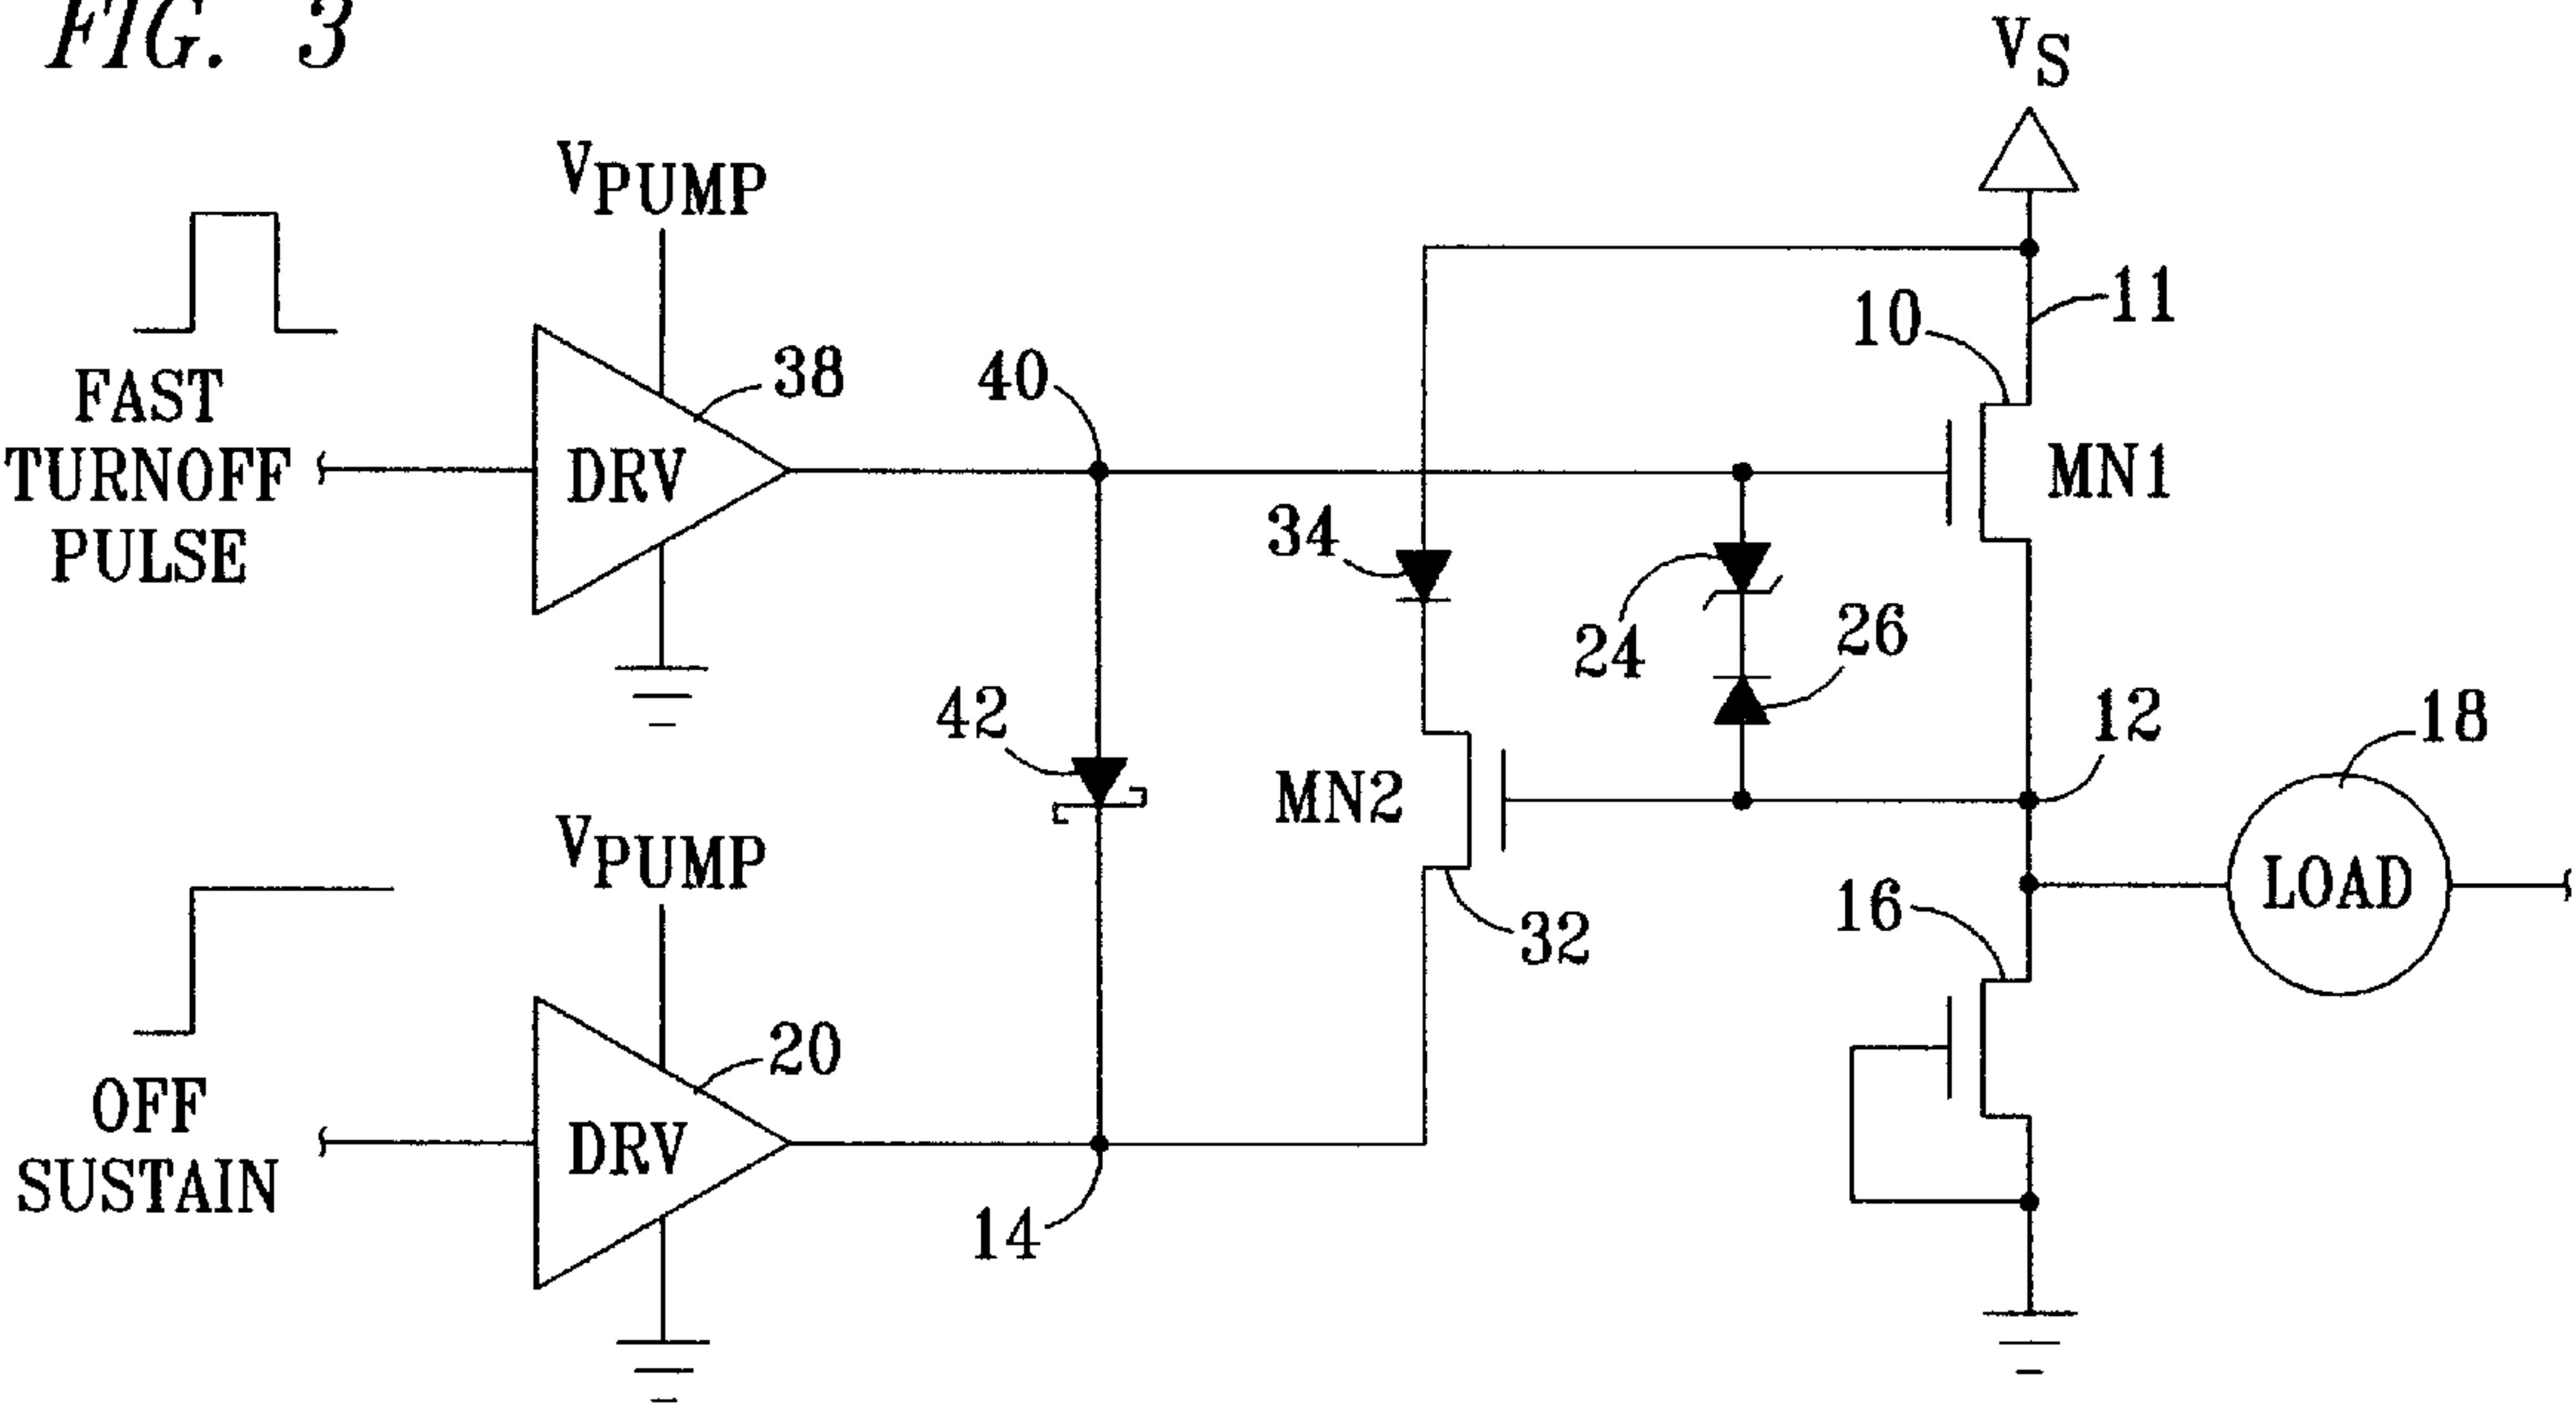 FIG. 3
VS
VPUMP
FAST
TURNOFF
PULSE
DRV
38
40
10
11
MN1
34
24
26
42
12
18
MN2
LOAD
16
32
VPUMP
OFF
SUSTAIN
DRV
20
14